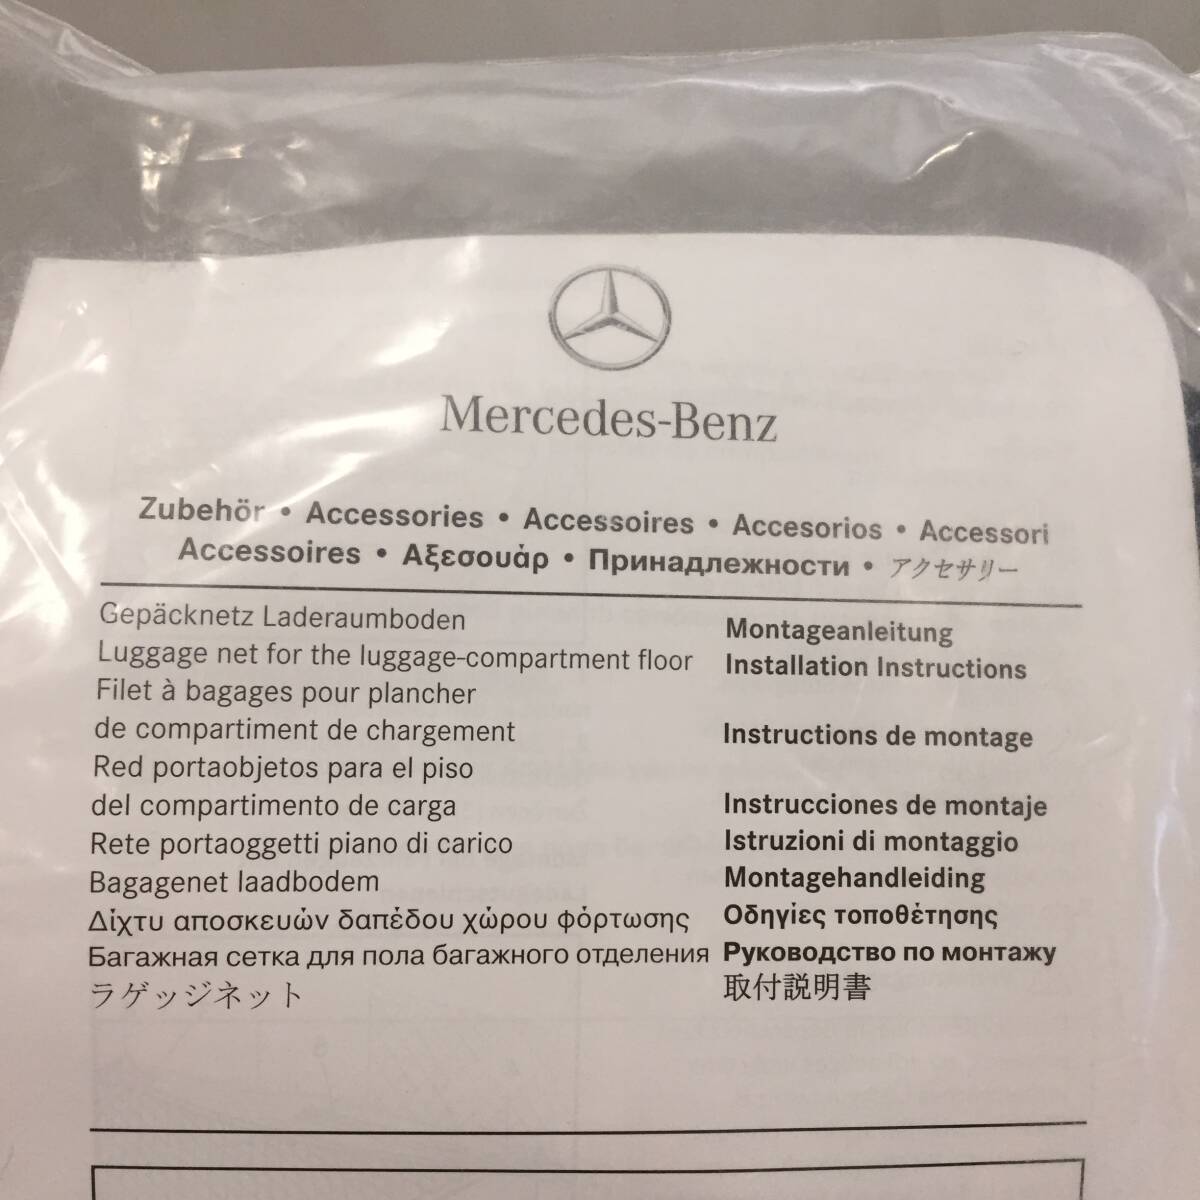 Mercedes-Benz
Zubehör • Accessories • Accessoires • Accesorios • Accessori
Accessoires • Αξεσουάρ • Принадлежности • アクセサリー
Gepäcknetz Laderaumboden
Montageanleitung
Luggage net for the luggage-compartment floor
Installation Instructions
Filet à bagages pour plancher
de compartiment de chargement
Instructions de montage
Red portaobjetos para el piso
del compartimento de carga
Instrucciones de montaje
Rete portaoggetti piano di carico
Istruzioni di montaggio
Bagagenet laadbodem
Montagehandleiding
Δίχτυ αποσκευών δαπέδου χώρου φόρτωσης
Οδηγίες τοποθέτησης
Багажная сетка для пола багажного отделения
Руководство по монтажу
ラゲッジネット
取付説明書